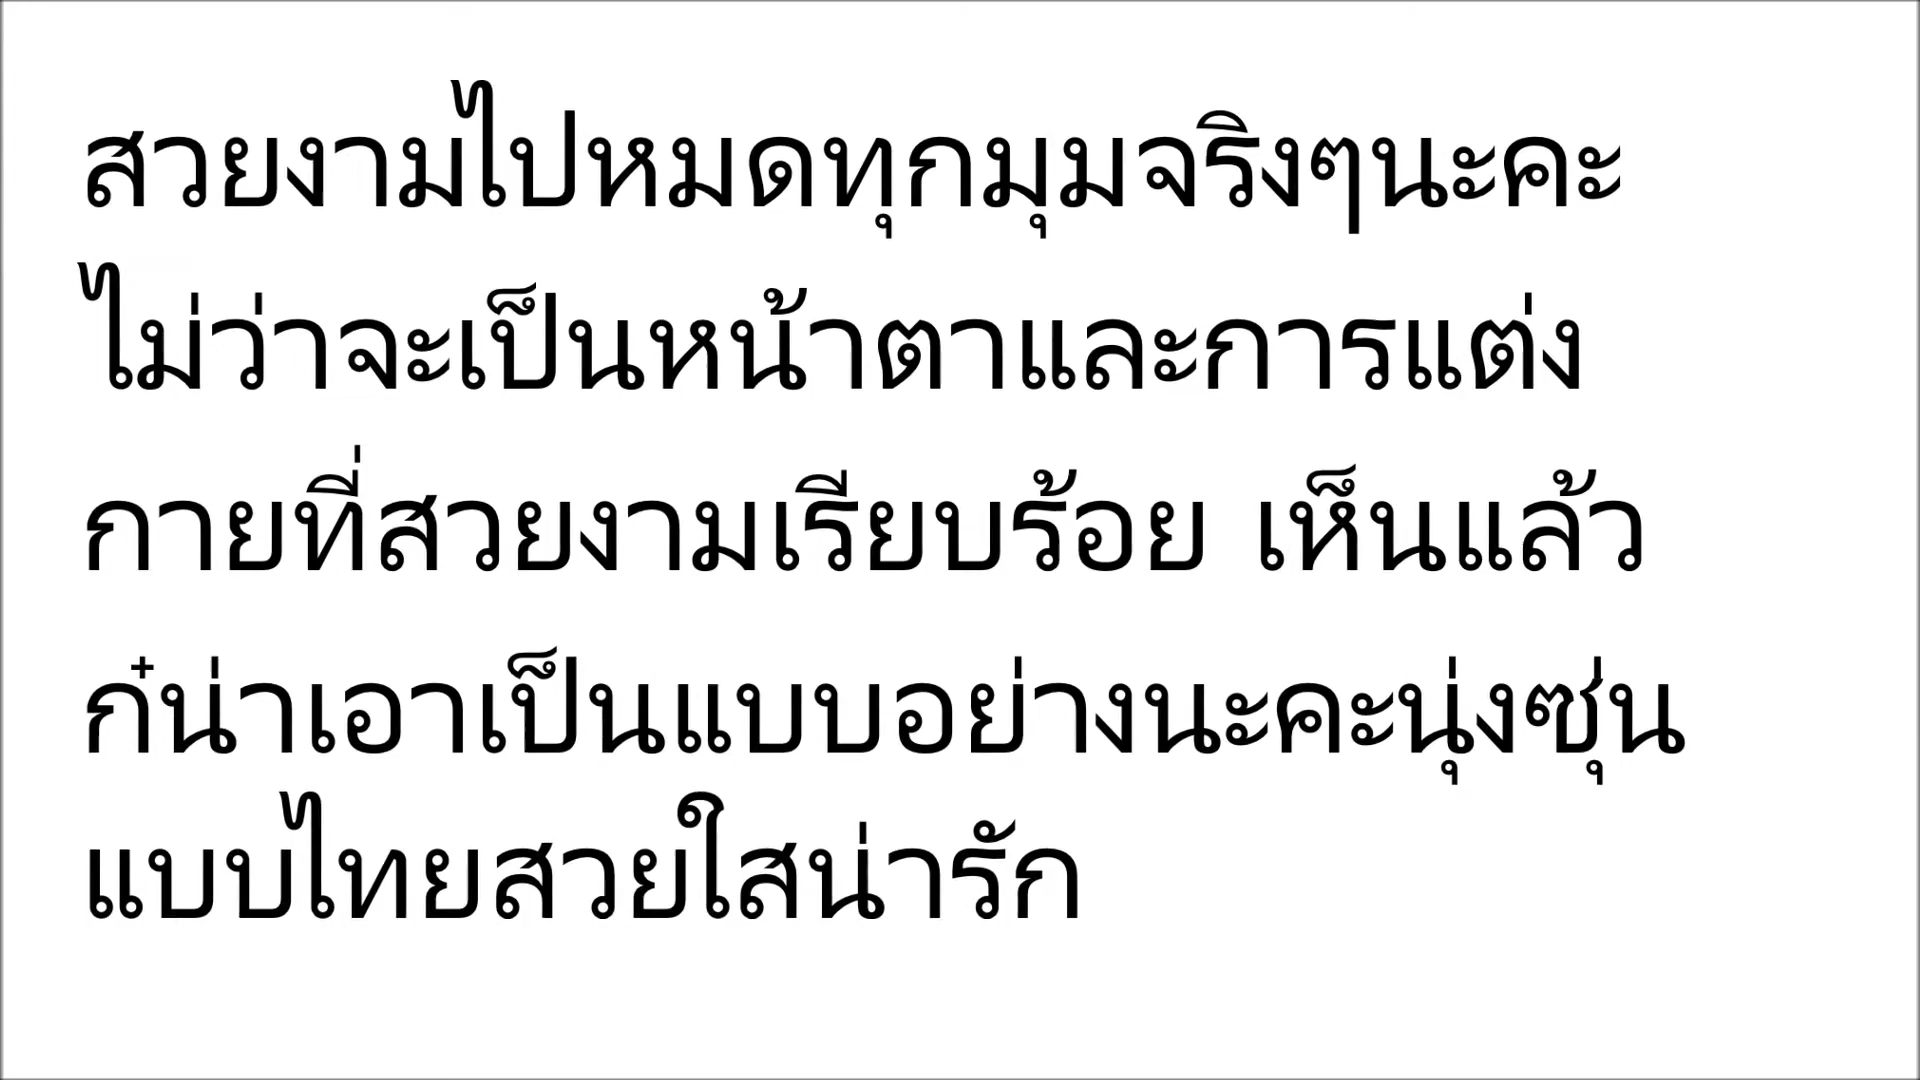 สวยงามไปหมดทุกมุมจริงๆนะคะ
ไม่ว่าจะเป็นหน้าตาและการแต่ง
กายที่สวยงามเรียบร้อย เห็นแล้ว
ก๋น่าเอาเป็นแบบอย่างนะคะนุ่งซุ่น
แบบไทยสวยใสน่ารัก